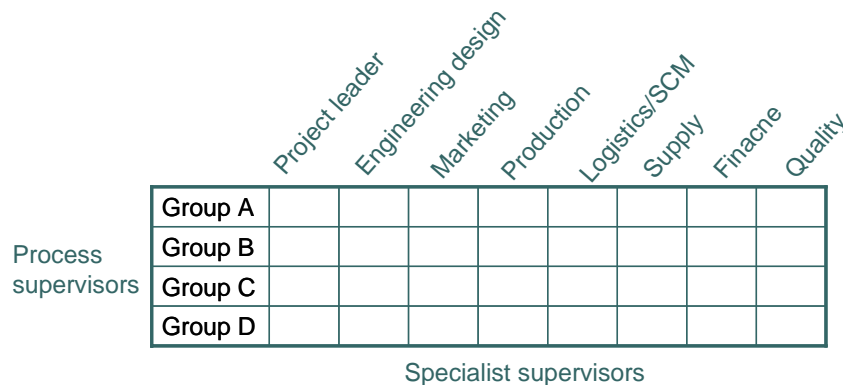 Project leader
Engineering design
Marketing
Production
Logistics/SCM
Supply
Finacne
Quality
Group A
Group B
Group C
Group D
Process
supervisors
Specialist supervisors